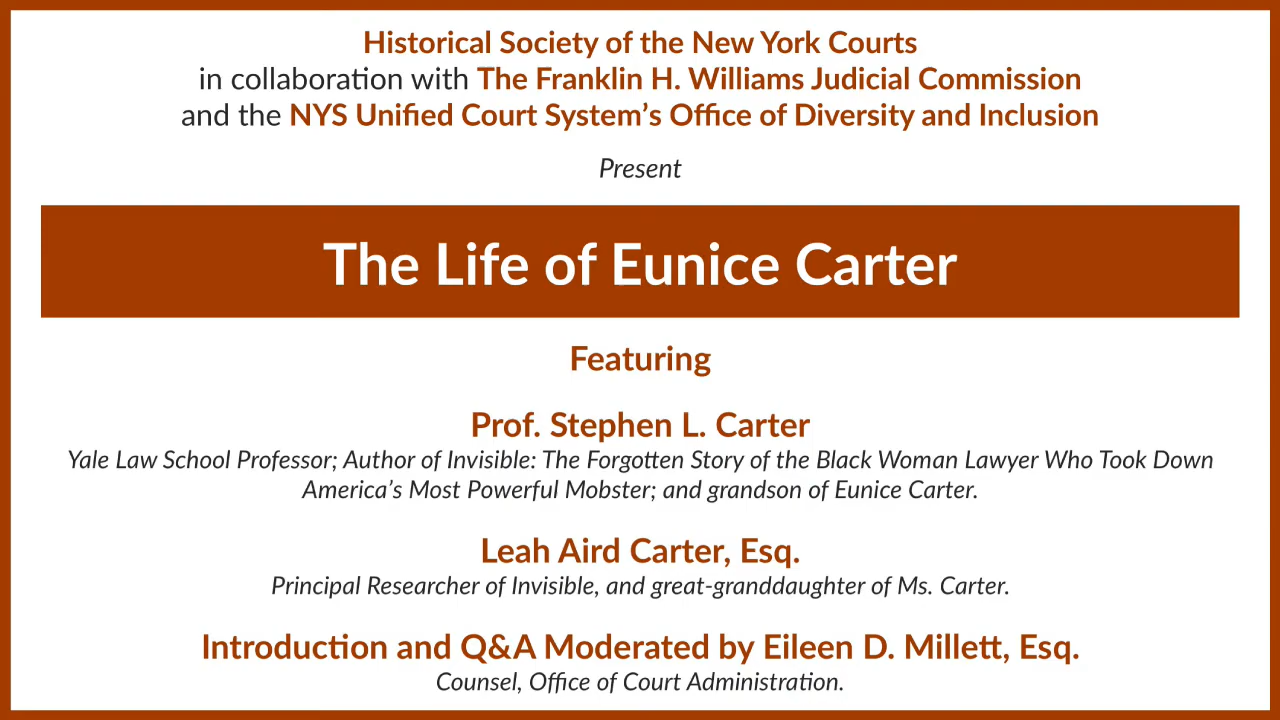 Historical Society of the New York Courts
in collaboration with The Franklin H. Williams Judicial Commission
and the NYS Unified Court System’s Office of Diversity and Inclusion
Present
The Life of Eunice Carter
Featuring
Prof. Stephen L. Carter
Yale Law School Professor; Author of Invisible: The Forgotten Story of the Black Woman Lawyer Who Took Down
America’s Most Powerful Mobster; and grandson of Eunice Carter.
Leah Aird Carter, Esq.
Principal Researcher of Invisible, and great-granddaughter of Ms. Carter.
Introduction and Q&A Moderated by Eileen D. Millett, Esq.
Counsel, Office of Court Administration.